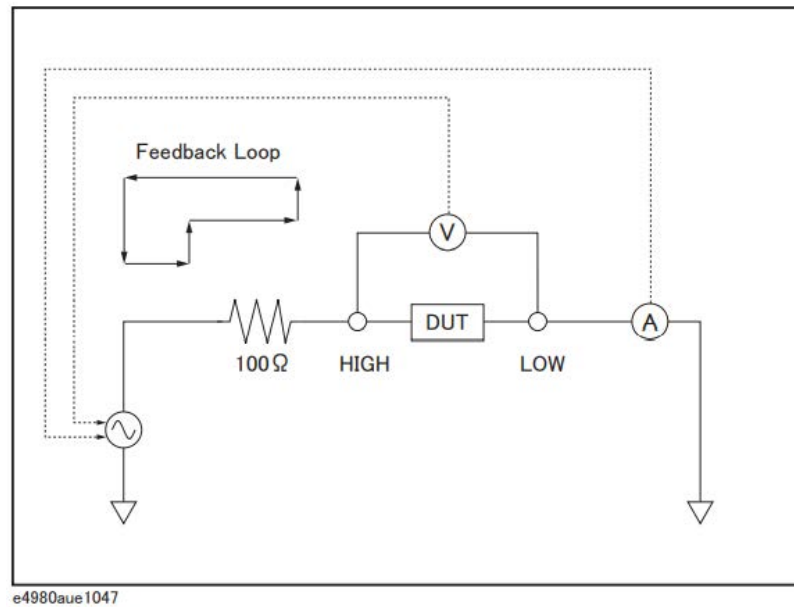 Feedback Loop
V
100Ω
HIGH
DUT
LOW
A
e4980aue1047